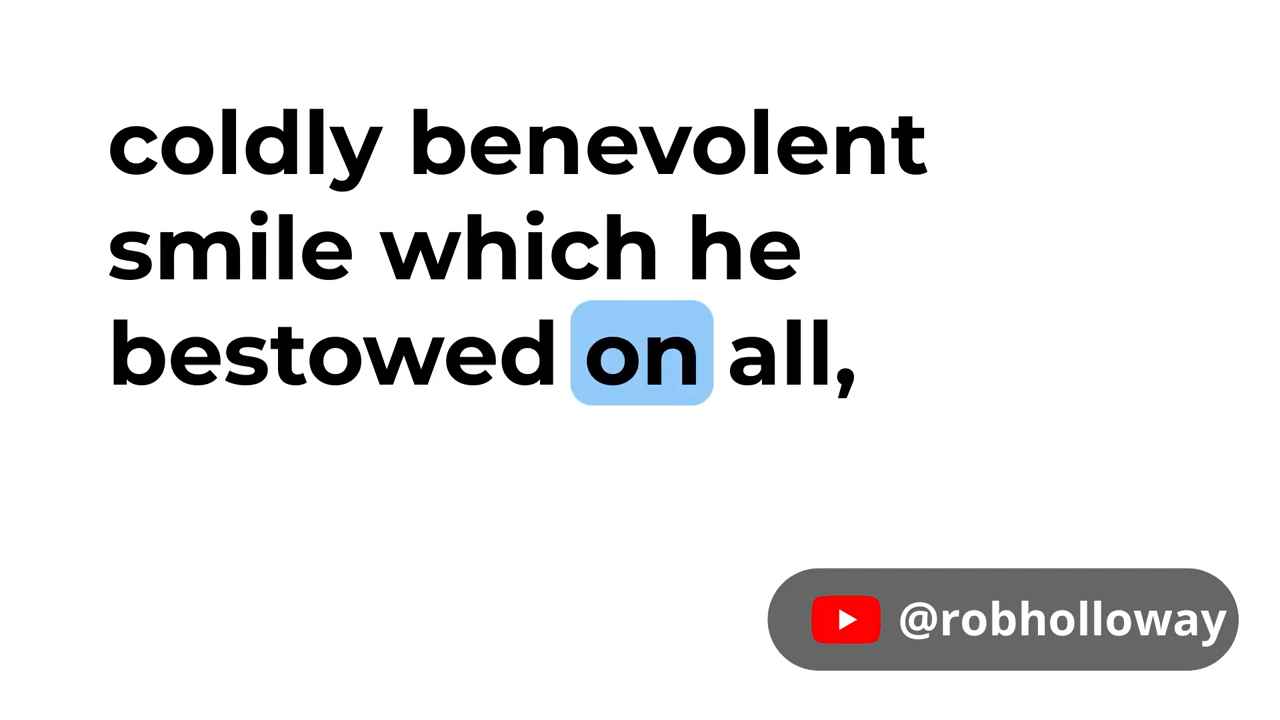 coldly benevolent
smile which he
bestowed on all,
@robholloway